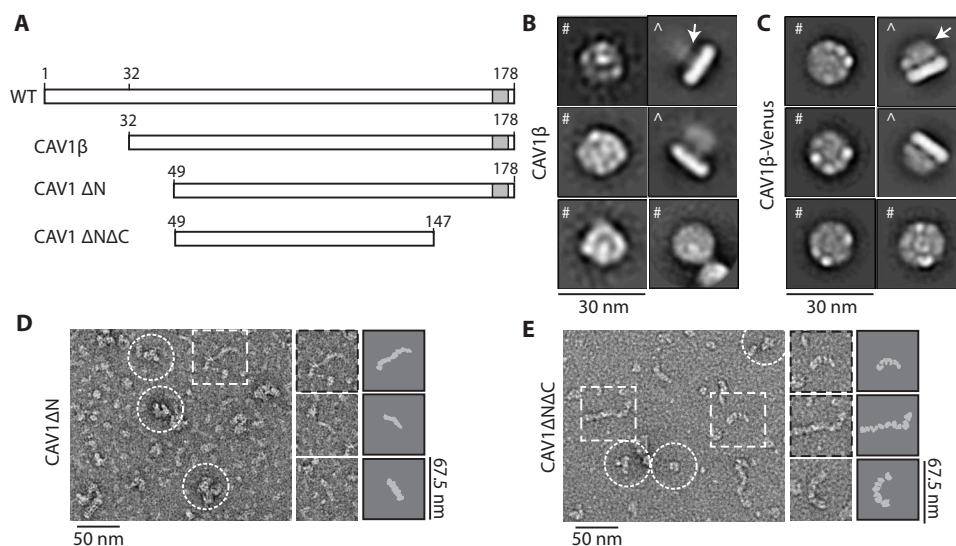 A
1
32
178
WT
32
178
CAV1β
49
178
CAV1 ΔN
49
147
CAV1 ΔNΔC
B
#
^
#
^
#
#
CAV1β
30 nm
C
#
^
#
^
#
#
CAV1β-Venus
30 nm
D
CAV1ΔN
50 nm
67.5 nm
E
CAV1ΔNΔC
50 nm
67.5 nm